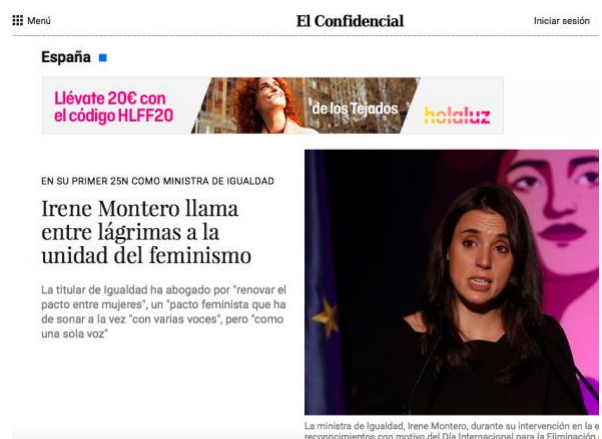 Menú
El Confidencial
Iniciar sesión
España
Llévate 20€ con
el código HLFF20
de los Tejados
holaluz
EN SU PRIMER 25N COMO MINISTRA DE IGUALDAD
Irene Montero llama
entre lágrimas a la
unidad del feminismo
La titular de Igualdad ha abogado por "renovar el
pacto entre mujeres", un "pacto feminista que ha
de sonar a la vez "con varias voces", pero "como
una sola voz"
La ministra de Igualdad, Irene Montero, durante su intervención en la e
reconocimientos con motivo del Día Internacional para la Eliminación